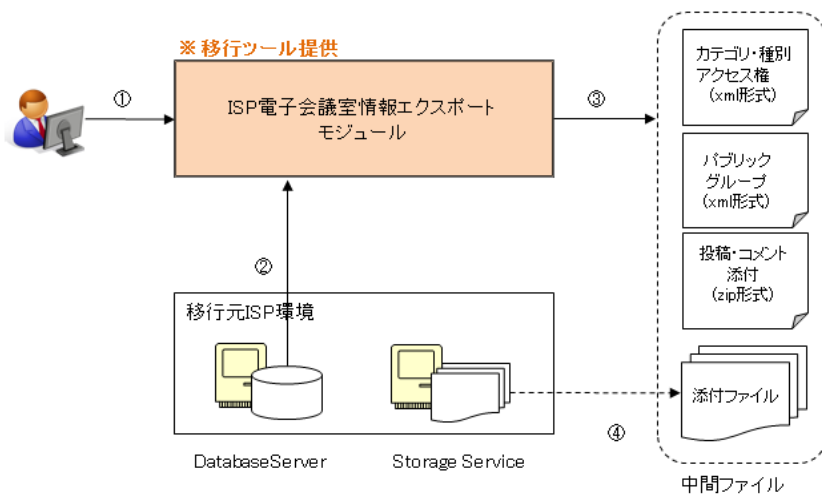 ※ 移行ツール提供
①
ISP電子会議室情報エクスポート
モジュール
③
カテゴリ・種別
アクセス権
(xml形式)
パブリック
グループ
(xml形式)
投稿・コメント
添付
(zip形式)
②
移行元ISP環境
添付ファイル
④
DatabaseServer
Storage Service
中間ファイル